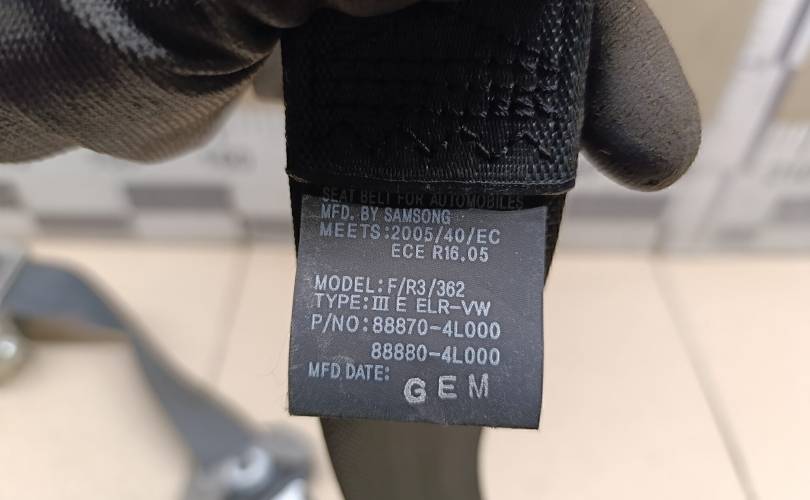 SEAT BELT FOR AUTOMOBILES
MFD. BY SAMSONG
MEETS:2005/40/EC
ECE R16.05
MODEL:F/R3/362
TYPE:III E ELR-VW
P/NO:88870-4L000
88880-4L000
MFD DATE: GEM